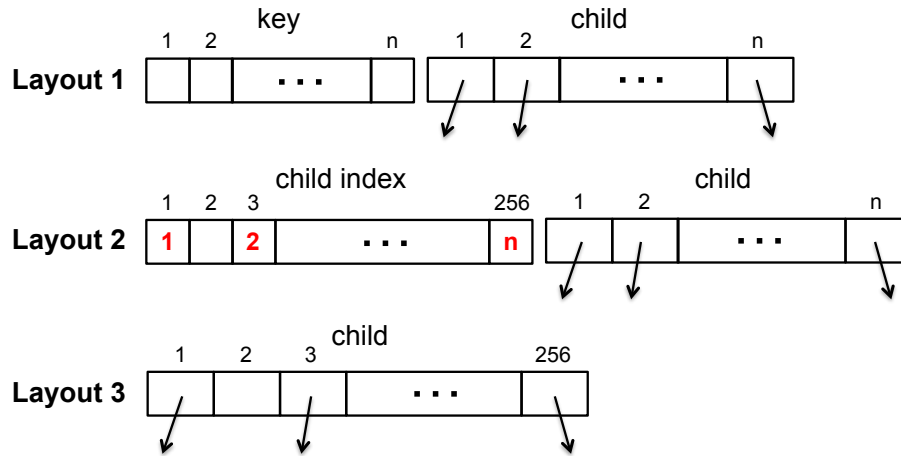 key child
1 2 n 1 2 n
Layout 1 ... ...
child index child
1 2 3 256 1 2 n
Layout 2 1 2 ... n ...
child
1 2 3 256
Layout 3 ...